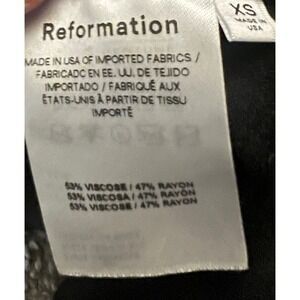 Reformation
MADE IN USA OF IMPORTED FABRICS /
FABRICADO EN EE. UU. DE TEJIDO
IMPORTADO / FABRIQUÉ AUX
ÉTATS-UNIS À PARTIR DE TISSU
IMPORTÉ
53% VISCOSE / 47% RAYON
53% VISCOSA / 47% RAYON
53% VISCOSE / 47% RAYON
XS
MADE IN
USA